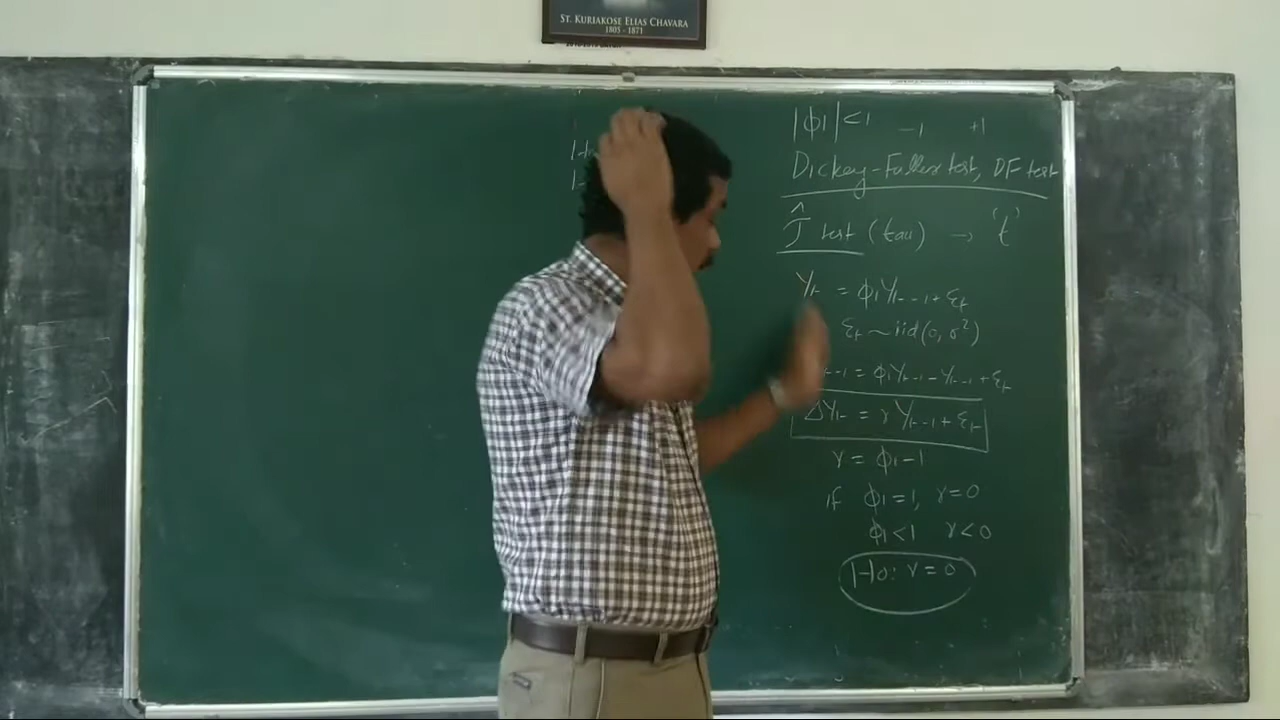 ST. KURIAKOSE ELIAS CHAVARA
1805 - 1871
|ϕ1|<1 -1 +1
Dickey-Fuller test, DF test
τ̂ test (tau) → 't'
Yt = ϕ1Yt-1+εt
εt ~ iid(0, σ²)
t-1 = ϕ1Yt-1 - Yt-1 + εt
ΔYt = γ Yt-1 + εt
γ = ϕ1-1
if ϕ1=1, γ=0
ϕ1<1 γ<0
H0: γ = 0